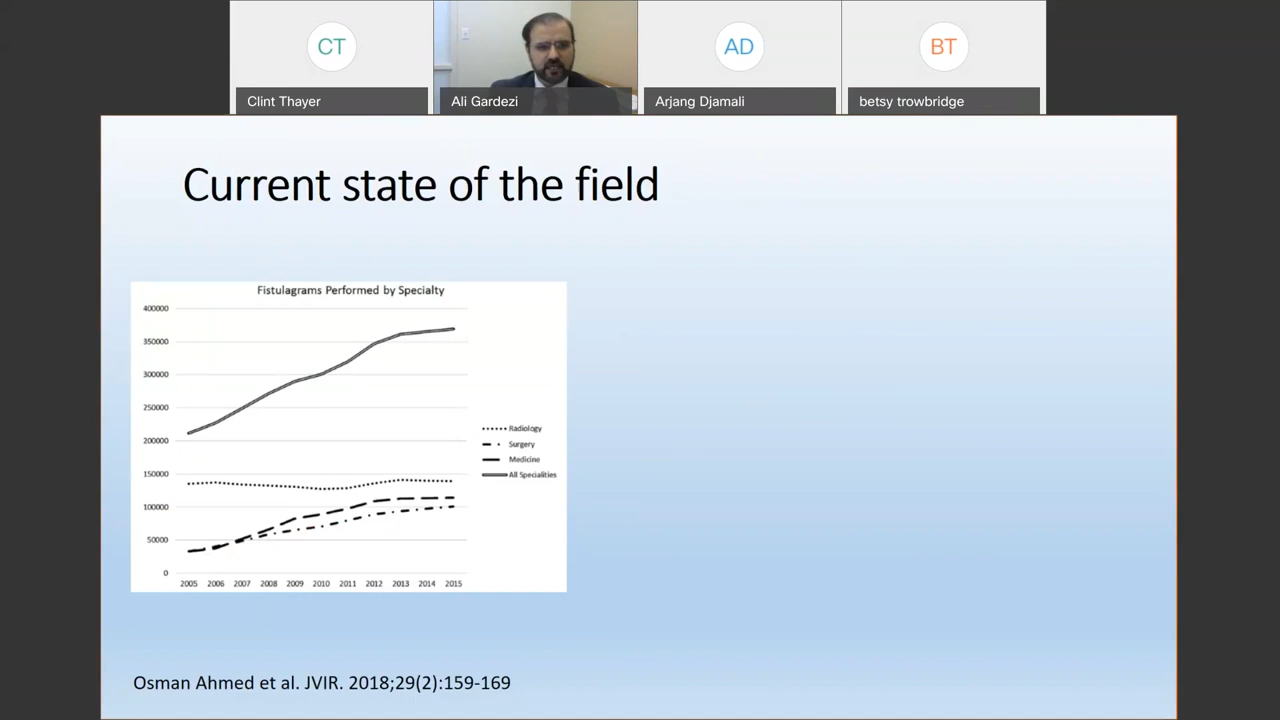 CT
AD
BT
Clint Thayer
Ali Gardezi
Arjang Djamali
betsy trowbridge
Current state of the field
Fistulagrams Performed by Specialty
400000
350000
300000
250000
200000
150000
100000
50000
0
2005 2006 2007 2008 2009 2010 2011 2012 2013 2014 2015
Radiology
Surgery
Medicine
All Specialities
Osman Ahmed et al. JVIR. 2018;29(2):159-169